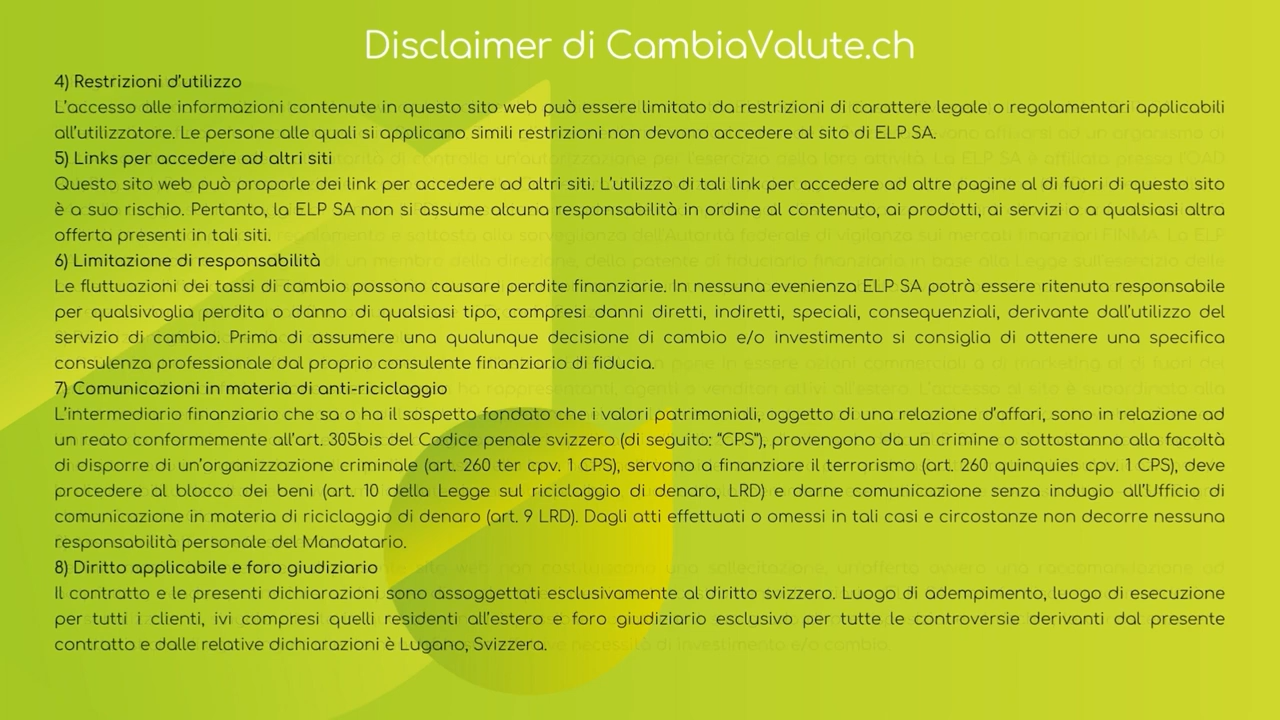 Disclaimer di CambiaValute.ch
4) Restrizioni d'utilizzo
L'accesso alle informazioni contenute in questo sito web può essere limitato da restrizioni di carattere legale o regolamentari applicabili
all'utilizzatore. Le persone alle quali si applicano simili restrizioni non devono accedere al sito di ELP SA.
5) Links per accedere ad altri siti
Questo sito web può proporle dei link per accedere ad altri siti. L'utilizzo di tali link per accedere ad altre pagine al di fuori di questo sito
è a suo rischio. Pertanto, la ELP SA non si assume alcuna responsabilità in ordine al contenuto, ai prodotti, ai servizi o a qualsiasi altra
offerta presenti in tali siti.
6) Limitazione di responsabilità
Le fluttuazioni dei tassi di cambio possono causare perdite finanziarie. In nessuna evenienza ELP SA potrà essere ritenuta responsabile
per qualsivoglia perdita o danno di qualsiasi tipo, compresi danni diretti, indiretti, speciali, consequenziali, derivante dall'utilizzo del
servizio di cambio. Prima di assumere una qualunque decisione di cambio e/o investimento si consiglia di ottenere una specifica
consulenza professionale dal proprio consulente finanziario di fiducia.
7) Comunicazioni in materia di anti-riciclaggio
L'intermediario finanziario che sa o ha il sospetto fondato che i valori patrimoniali, oggetto di una relazione d'affari, sono in relazione ad
un reato conformemente all'art. 305bis del Codice penale svizzero (di seguito: "CPS"), provengono da un crimine o sottostanno alla facoltà
di disporre di un'organizzazione criminale (art. 260 ter cpv. 1 CPS), servono a finanziare il terrorismo (art. 260 quinquies cpv. 1 CPS), deve
procedere al blocco dei beni (art. 10 della Legge sul riciclaggio di denaro, LRD) e darne comunicazione senza indugio all'Ufficio di
comunicazione in materia di riciclaggio di denaro (art. 9 LRD). Dagli atti effettuati o omessi in tali casi e circostanze non decorre nessuna
responsabilità personale del Mandatario.
8) Diritto applicabile e foro giudiziario
Il contratto e le presenti dichiarazioni sono assoggettati esclusivamente al diritto svizzero. Luogo di adempimento, luogo di esecuzione
per tutti i clienti, ivi compresi quelli residenti all'estero e foro giudiziario esclusivo per tutte le controversie derivanti dal presente
contratto e dalle relative dichiarazioni è Lugano, Svizzera.